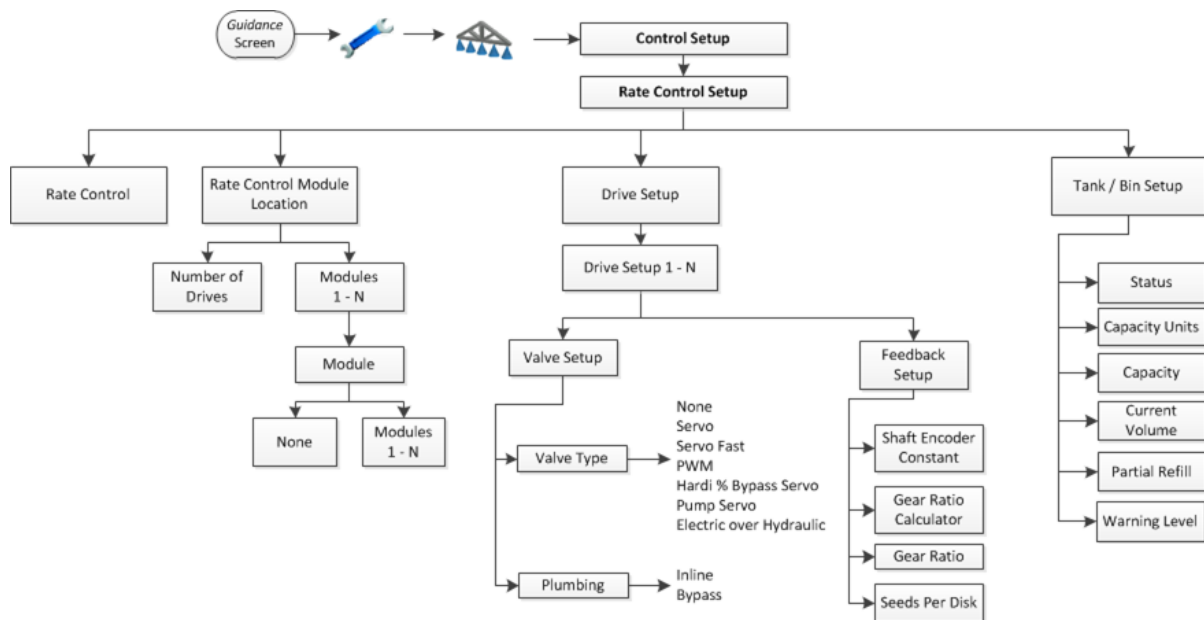 Guidance
Screen
Control Setup
Rate Control Setup
Rate Control
Rate Control Module
Location
Drive Setup
Tank / Bin Setup
Number of
Drives
Modules
1 - N
Drive Setup 1 - N
Module
None
Modules
1 - N
Valve Setup
Feedback
Setup
Valve Type
None
Servo
Servo Fast
PWM
Hardi % Bypass Servo
Pump Servo
Electric over Hydraulic
Plumbing
Inline
Bypass
Shaft Encoder
Constant
Gear Ratio
Calculator
Gear Ratio
Seeds Per Disk
Status
Capacity Units
Capacity
Current
Volume
Partial Refill
Warning Level